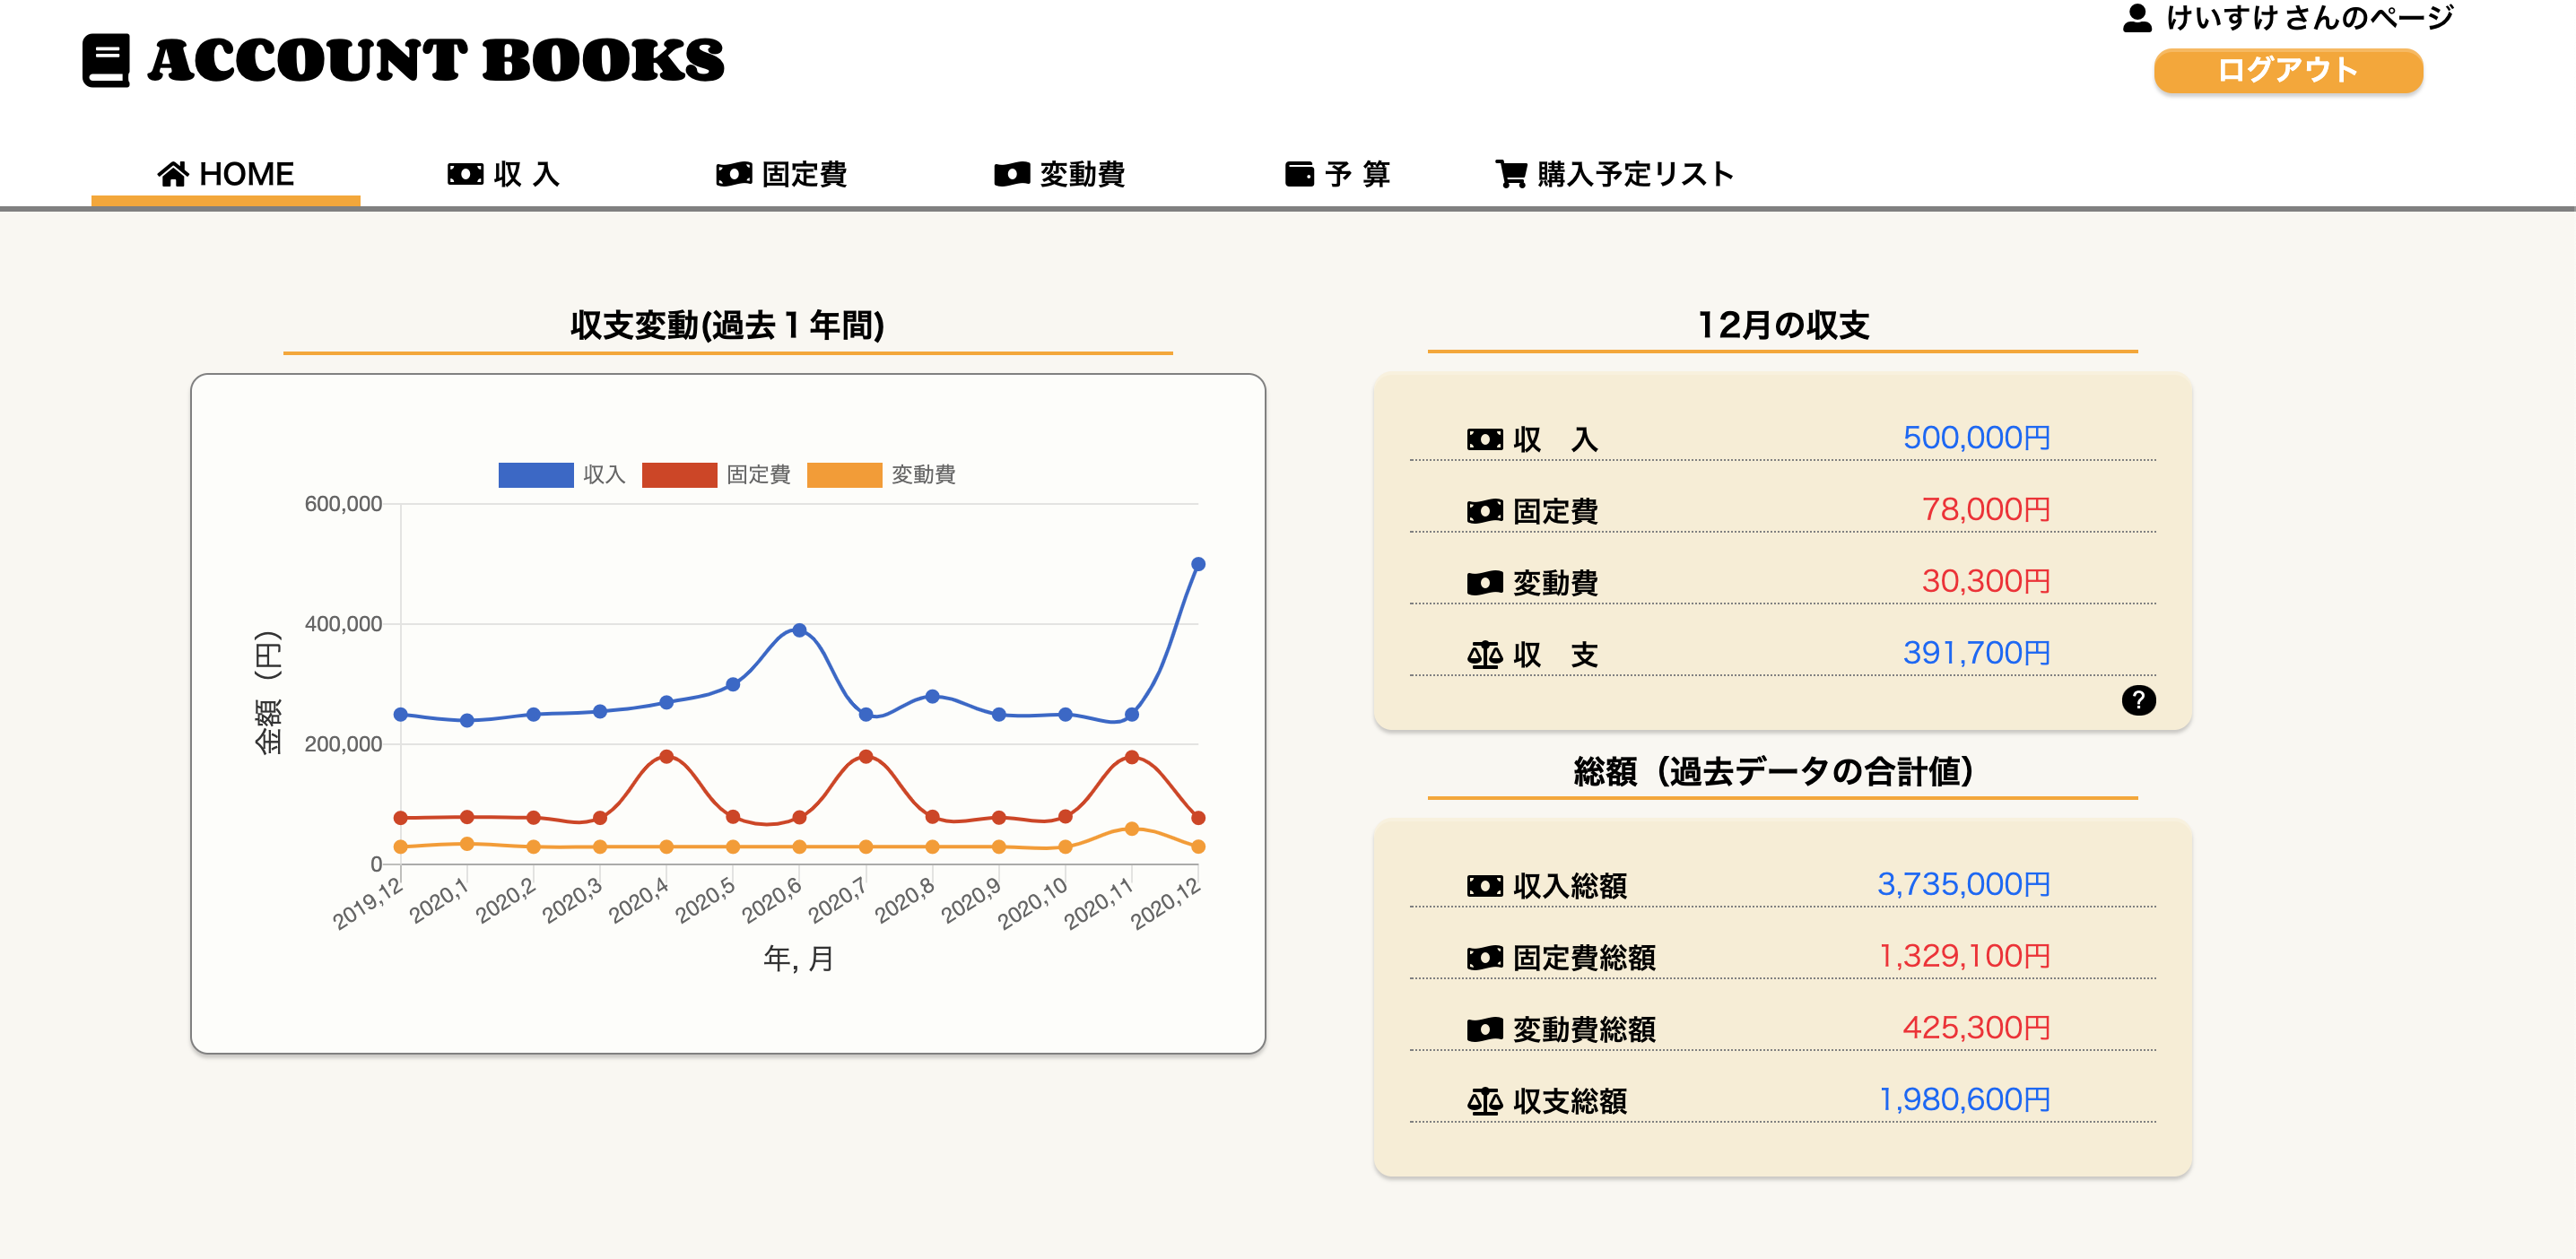 ACCOUNT BOOKS
けいすけ さんのページ
ログアウト
HOME
収 入
固定費
変動費
予 算
購入予定リスト
収支変動(過去１年間)
収入 固定費 変動費
金額（円）
600,000
400,000
200,000
0
2019,12
2020,1
2020,2
2020,3
2020,4
2020,5
2020,6
2020,7
2020,8
2020,9
2020,10
2020,11
2020,12
年, 月
12月の収支
収　入 500,000円
固定費 78,000円
変動費 30,300円
収　支 391,700円
?
総額（過去データの合計値）
収入総額 3,735,000円
固定費総額 1,329,100円
変動費総額 425,300円
収支総額 1,980,600円